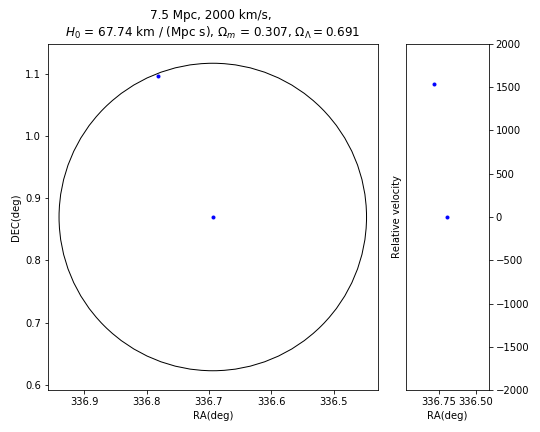 7.5 Mpc, 2000 km/s,
H₀ = 67.74 km / (Mpc s), Ωₘ = 0.307, Ω_Λ = 0.691
1.1
1.0
0.9
0.8
0.7
0.6
DEC(deg)
336.9 336.8 336.7 336.6 336.5
RA(deg)
Relative velocity
2000
1500
1000
500
0
−500
−1000
−1500
−2000
336.75 336.50
RA(deg)